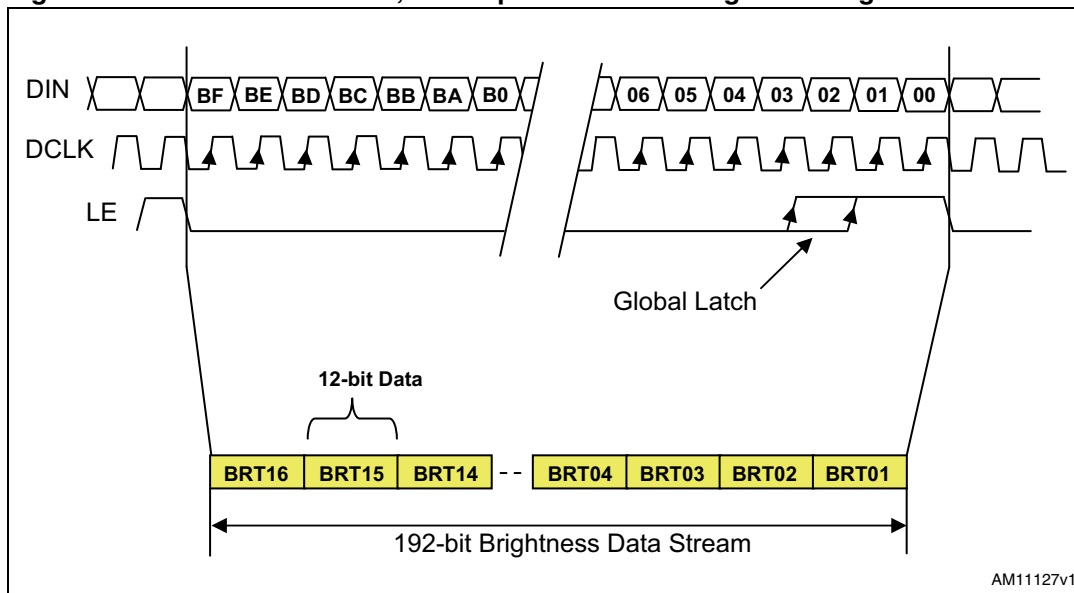 DIN BF BE BD BC BB BA B0 06 05 04 03 02 01 00
DCLK
LE
Global Latch
12-bit Data
BRT16 BRT15 BRT14 - - BRT04 BRT03 BRT02 BRT01
192-bit Brightness Data Stream
AM11127v1